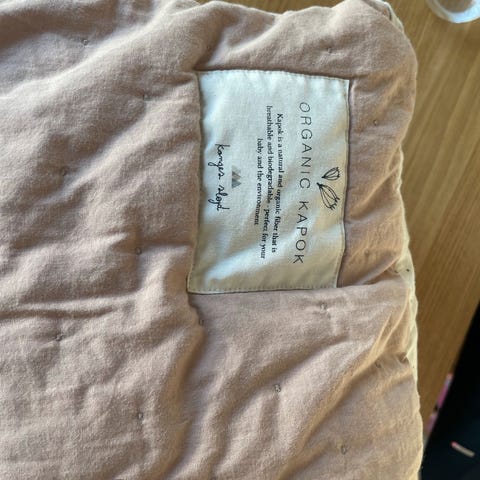 ORGANIC KAPOK
Kapok is a natural and organic fiber that is
breathable and biodegradable - perfect for your
baby and the environment
konges sløjd